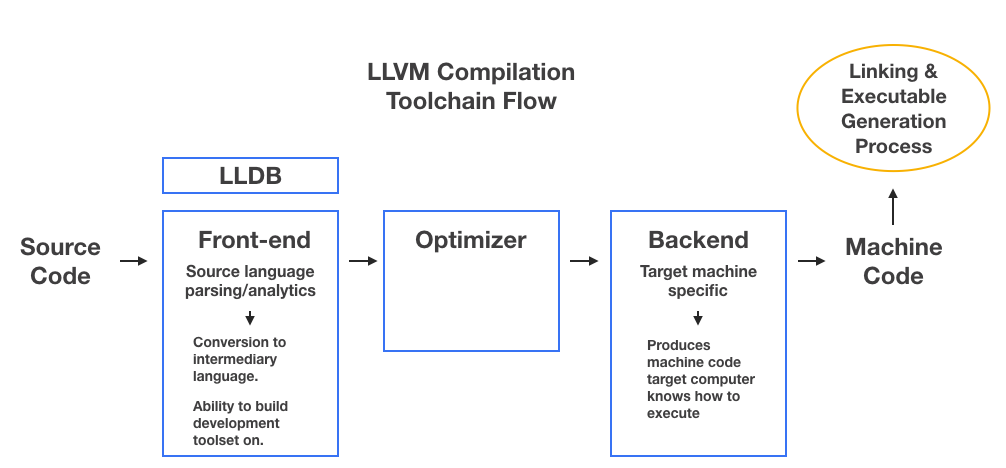 LLVM Compilation
Toolchain Flow
Linking &
Executable
Generation
Process
LLDB
Source
Code
Front-end
Source language
parsing/analytics
Conversion to
intermediary
language.
Ability to build
development
toolset on.
Optimizer
Backend
Target machine
specific
Produces
machine code
target computer
knows how to
execute
Machine
Code